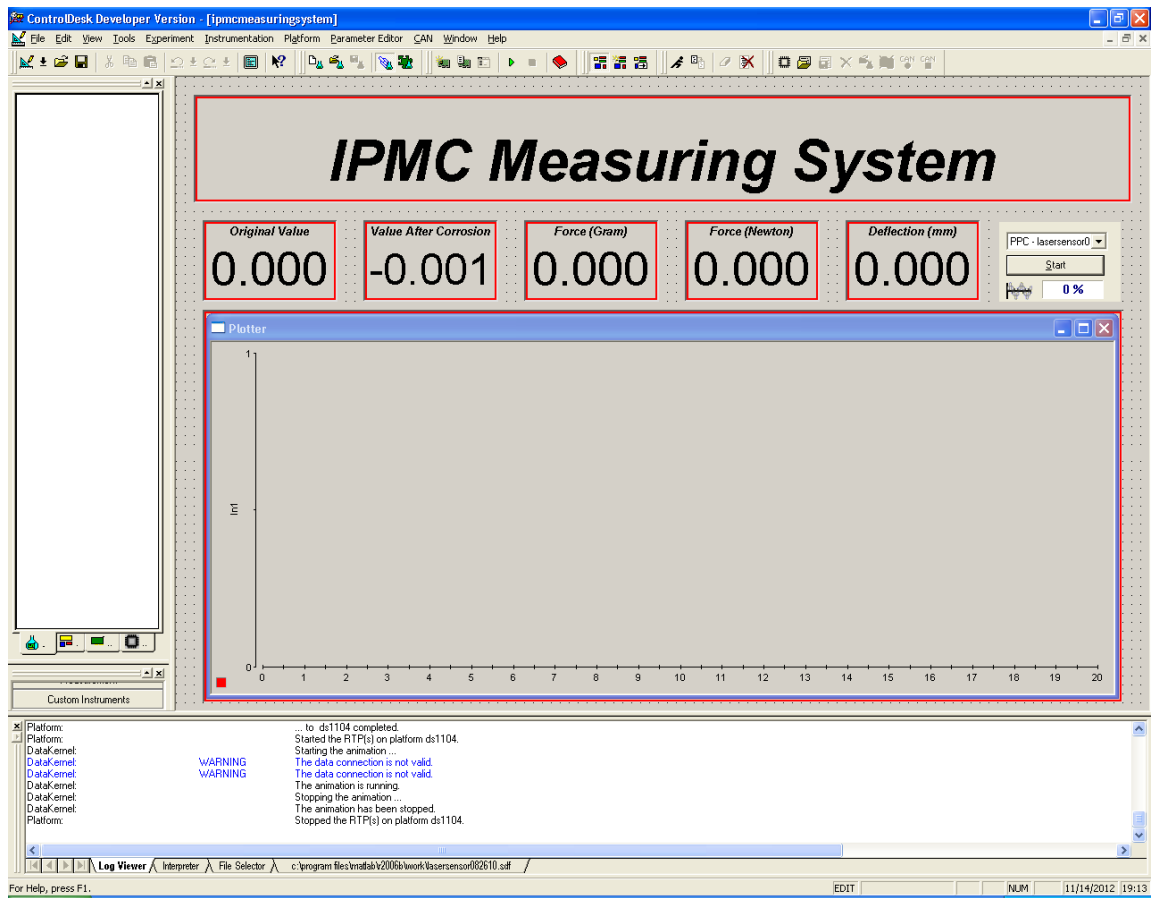 ControlDesk Developer Version - [ipmcmeasuringsystem]
File Edit View Tools Experiment Instrumentation Platform Parameter Editor CAN Window Help
CAN CAN
IPMC Measuring System
Original Value
0.000
Value After Corrosion
-0.001
Force (Gram)
0.000
Force (Newton)
0.000
Deflection (mm)
0.000
PPC - lasersensor0
Start
0 %
Plotter
1
In1
0
0 1 2 3 4 5 6 7 8 9 10 11 12 13 14 15 16 17 18 19 20
Custom Instruments
Platform: ... to ds1104 completed.
Platform: Started the RTP(s) on platform ds1104.
DataKernel: Starting the animation ...
DataKernel: WARNING The data connection is not valid.
DataKernel: WARNING The data connection is not valid.
DataKernel: The animation is running.
DataKernel: Stopping the animation ...
DataKernel: The animation has been stopped.
Platform: Stopped the RTP(s) on platform ds1104.
Log Viewer Interpreter File Selector c:\program files\matlab\r2006b\work\lasersensor082610.sdf
For Help, press F1. EDIT NUM 11/14/2012 19:13